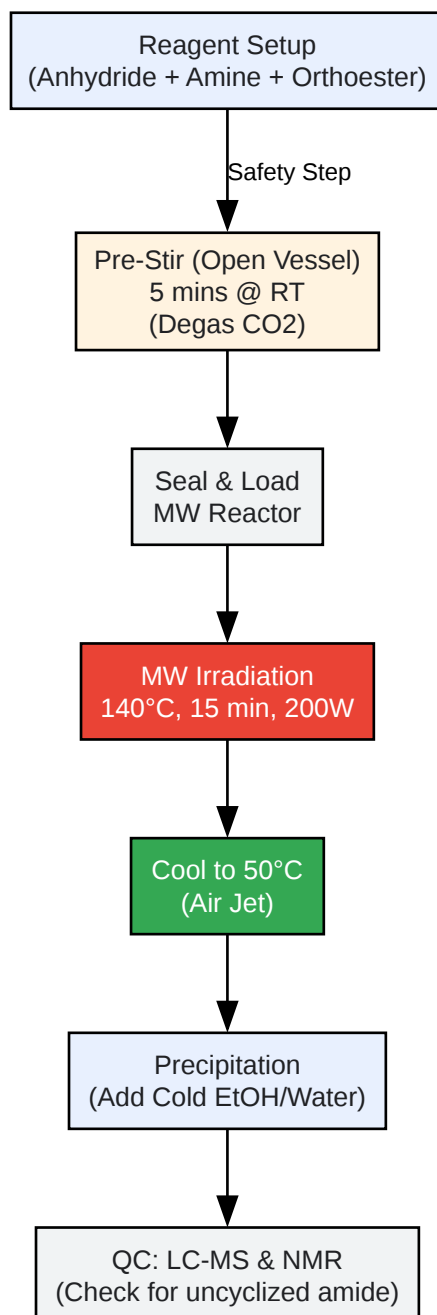 Reagent Setup
(Anhydride + Amine + Orthoester)
Safety Step
Pre-Stir (Open Vessel)
5 mins @ RT
(Degas CO2)
Seal & Load
MW Reactor
MW Irradiation
140°C, 15 min, 200W
Cool to 50°C
(Air Jet)
Precipitation
(Add Cold EtOH/Water)
QC: LC-MS & NMR
(Check for uncyclized amide)